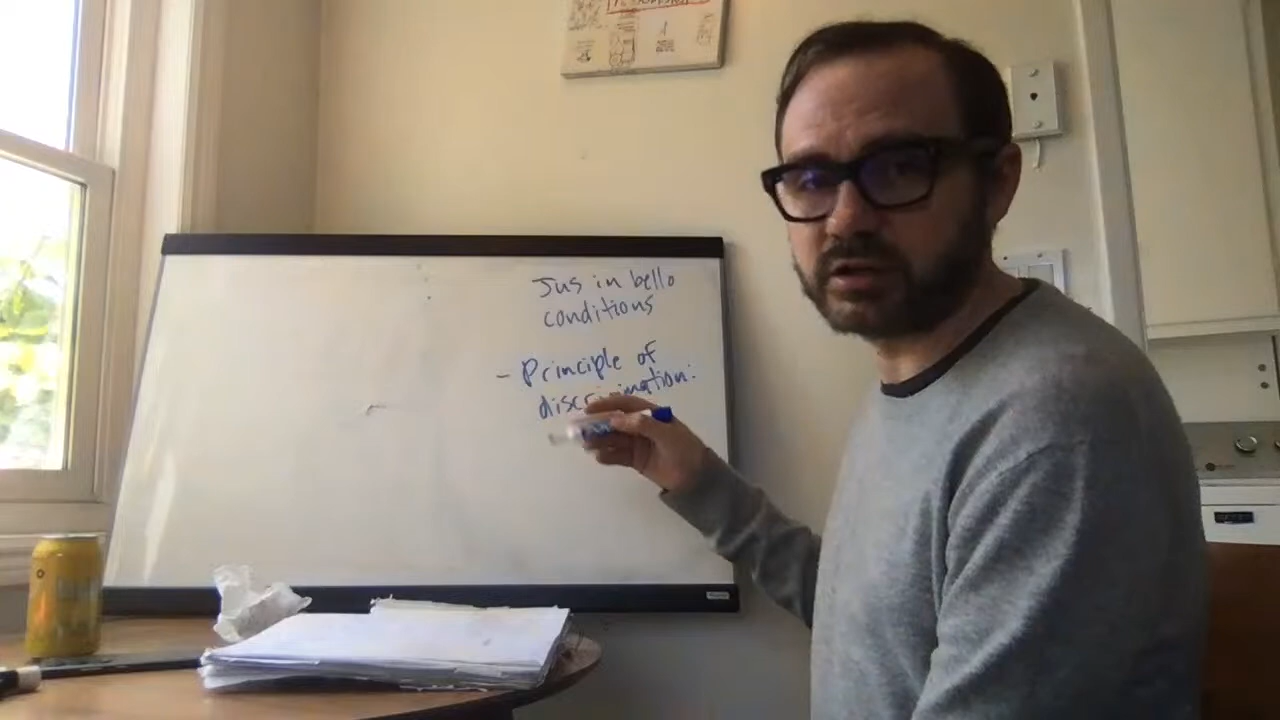 Jus in bello
conditions
- Principle of
discrimination: